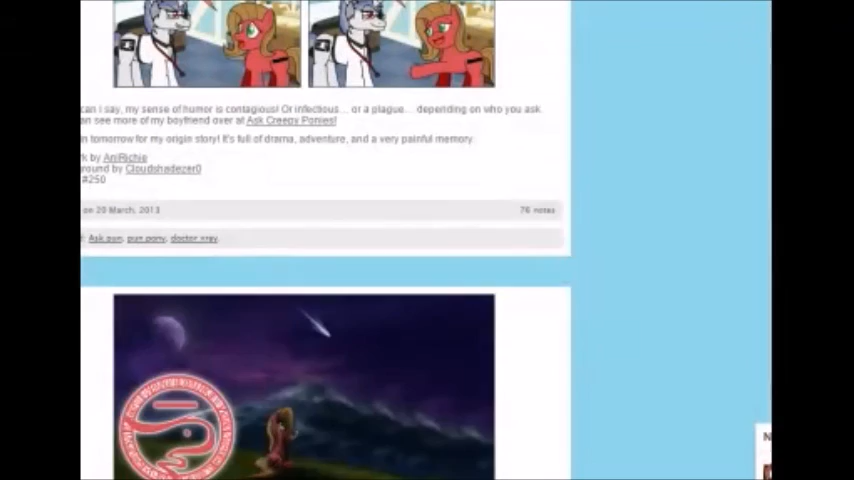 can I say, my sense of humor is contagious! Or infectious... or a plague... depending on who you ask.
an see more of my boyfriend over at Ask Creepy Ponies!
n tomorrow for my origin story! It's full of drama, adventure, and a very painful memory.
k by AniRichie
round by Cloudshadezer0
#250
on 20 March, 2013
76 notes
Ask pun, pun pony, doctor xray.
N